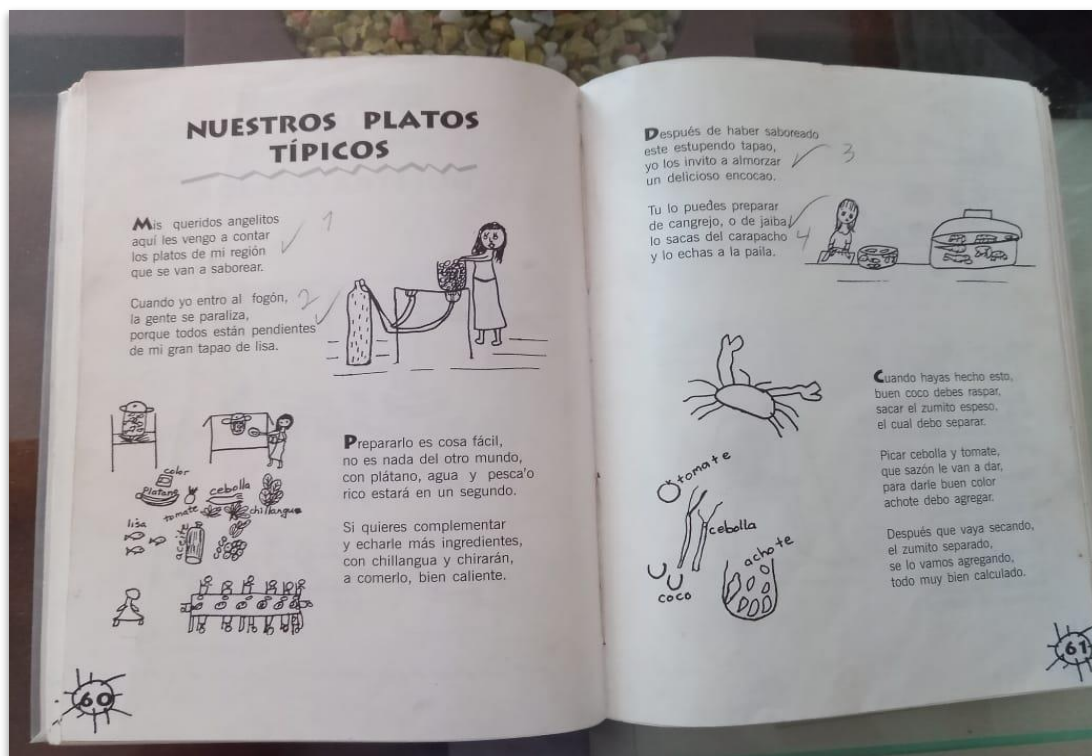 NUESTROS PLATOS
TÍPICOS
Mis queridos angelitos
aquí les vengo a contar
los platos de mi región
que se van a saborear.
1
Cuando yo entro al fogón,
la gente se paraliza,
porque todos están pendientes
de mi gran tapao de lisa.
2
color
Platano
cebolla
tomate
chillangua
lisa
aceite
Prepararlo es cosa fácil,
no es nada del otro mundo,
con plátano, agua y pesca'o
rico estará en un segundo.
Si quieres complementar
y echarle más ingredientes,
con chillangua y chirarán,
a comerlo, bien caliente.
60
Después de haber saboreado
este estupendo tapao,
yo los invito a almorzar
un delicioso encocao.
3
Tu lo puedes preparar
de cangrejo, o de jaiba,
lo sacas del carapacho
y lo echas a la paila.
4
tomate
cebolla
achote
coco
Cuando hayas hecho esto,
buen coco debes raspar,
sacar el zumito espeso,
el cual debo separar.
Picar cebolla y tomate,
que sazón le van a dar,
para darle buen color
achote debo agregar.
Después que vaya secando,
el zumito separado,
se lo vamos agregando,
todo muy bien calculado.
61